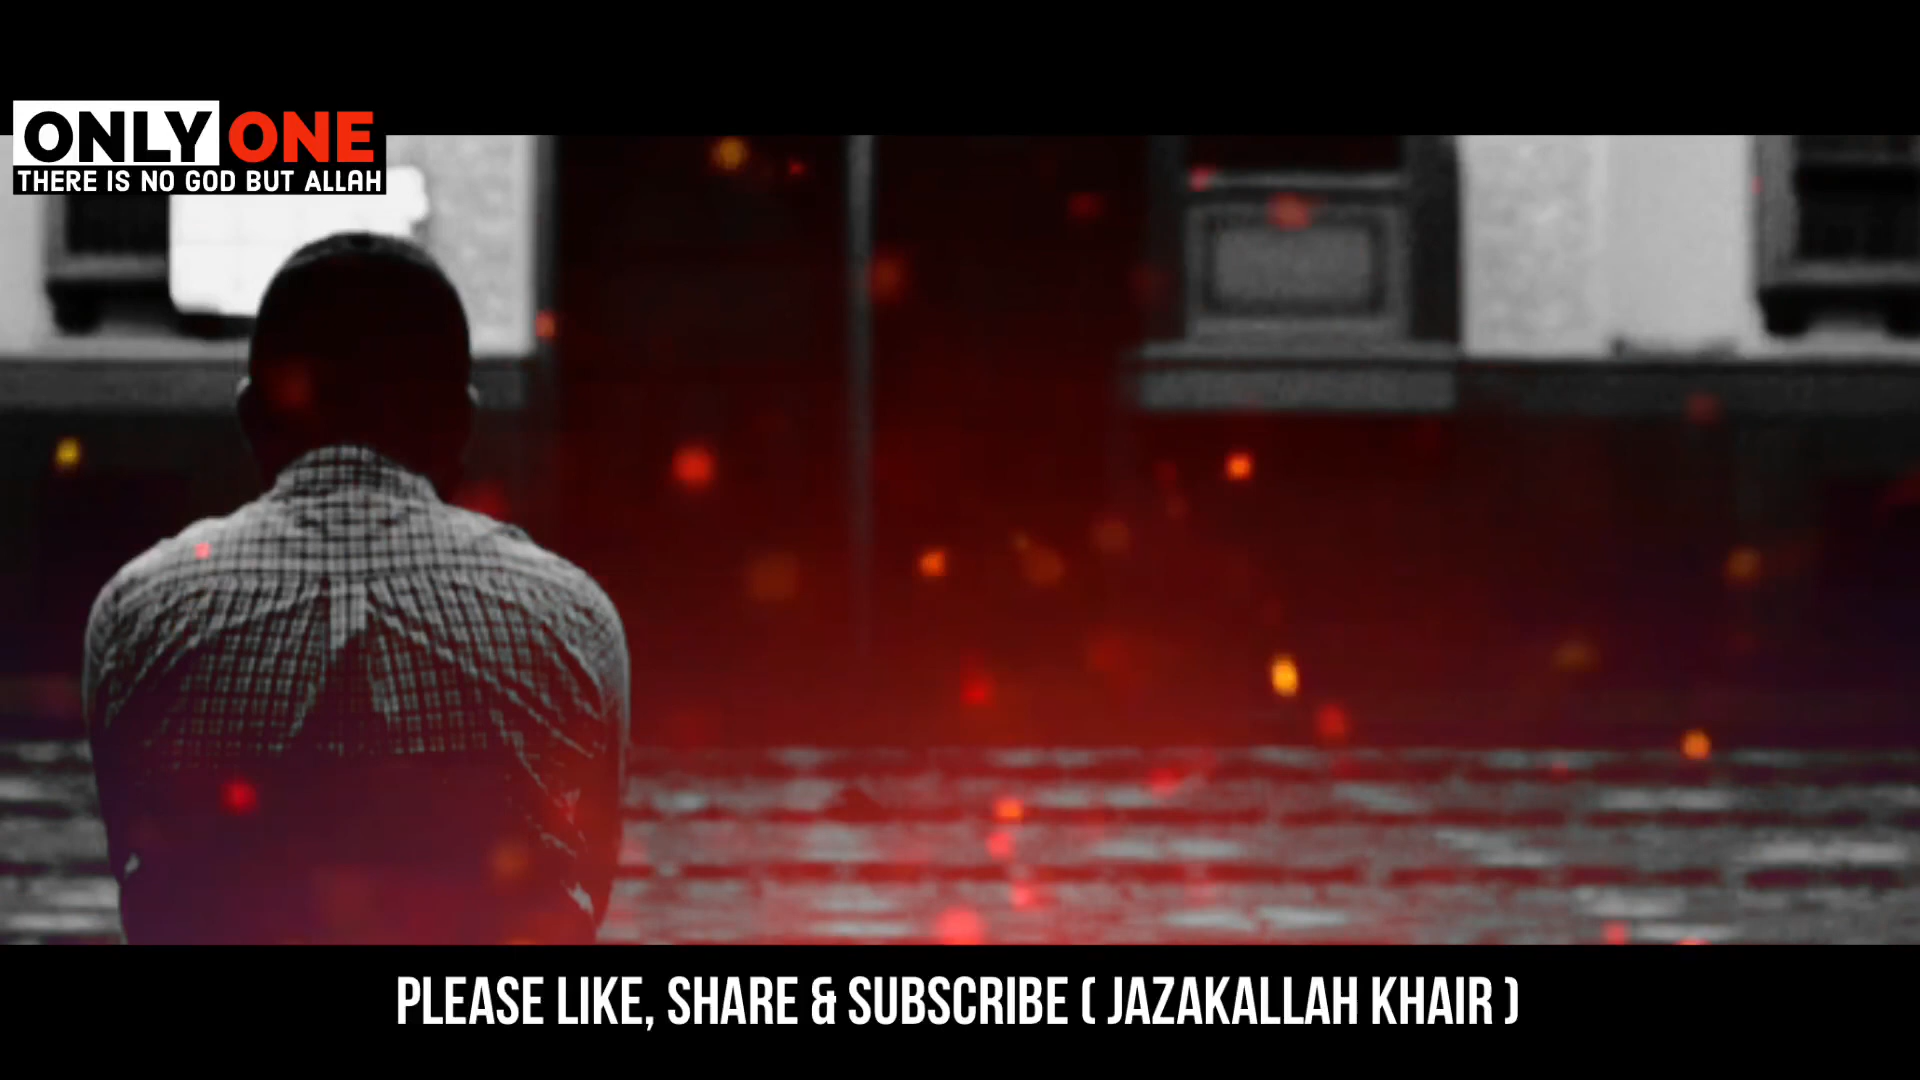 ONLY ONE
THERE IS NO GOD BUT ALLAH
PLEASE LIKE, SHARE & SUBSCRIBE ( JAZAKALLAH KHAIR )